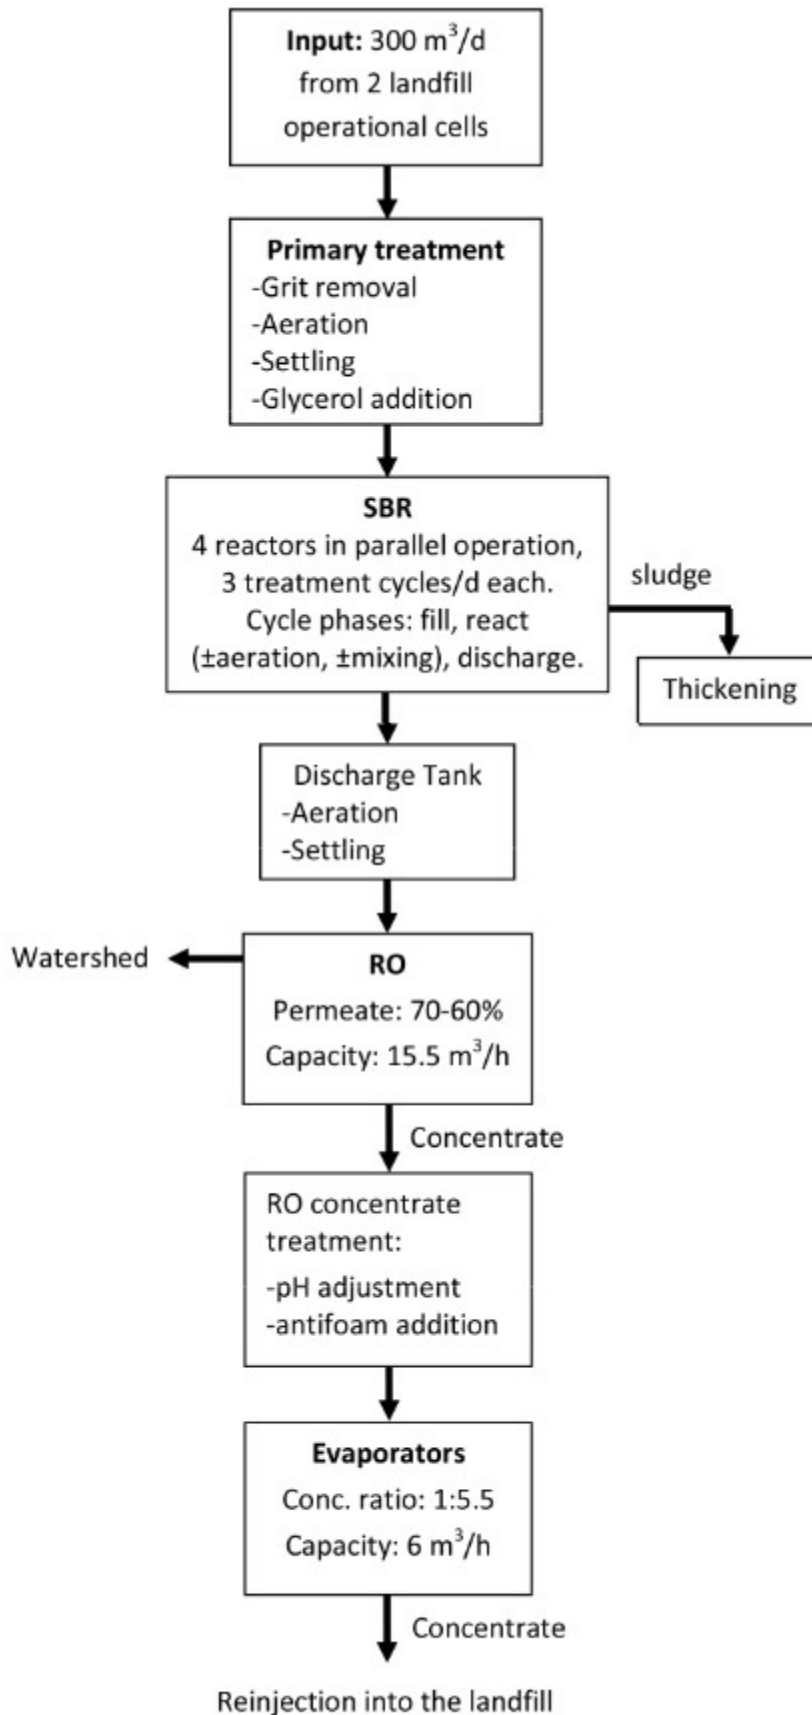 Input: 300 m³/d
from 2 landfill
operational cells
Primary treatment
-Grit removal
-Aeration
-Settling
-Glycerol addition
SBR
4 reactors in parallel operation,
3 treatment cycles/d each.
Cycle phases: fill, react
(±aeration, ±mixing), discharge.
sludge
Thickening
Discharge Tank
-Aeration
-Settling
Watershed
RO
Permeate: 70-60%
Capacity: 15.5 m³/h
Concentrate
RO concentrate
treatment:
-pH adjustment
-antifoam addition
Evaporators
Conc. ratio: 1:5.5
Capacity: 6 m³/h
Concentrate
Reinjection into the landfill